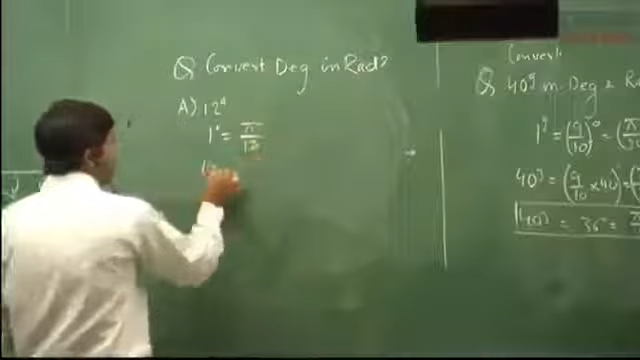 Q Convert Deg in Rad?
A) 12°
1° = π
Convert
Q 40ᵍ in Deg & Ra
1ᵍ = (9/10)° = (π
40ᵍ = (9/10 × 40)° =
40ᵍ = 36° = π